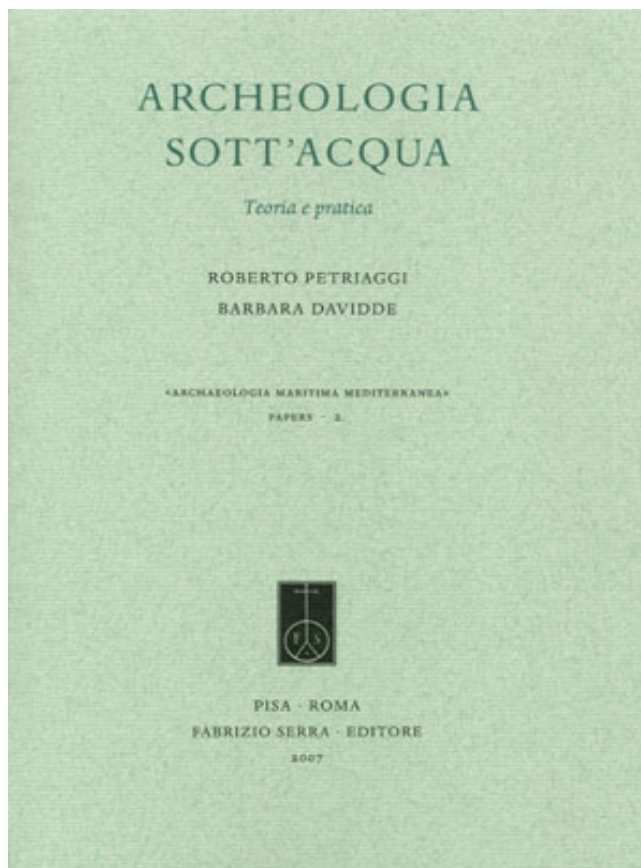 ARCHEOLOGIA
SOTT'ACQUA
Teoria e pratica
ROBERTO PETRIAGGI
BARBARA DAVIDDE
«ARCHAEOLOGIA MARITIMA MEDITERRANEA»
PAPERS · 2
F S
PISA · ROMA
FABRIZIO SERRA · EDITORE
2007